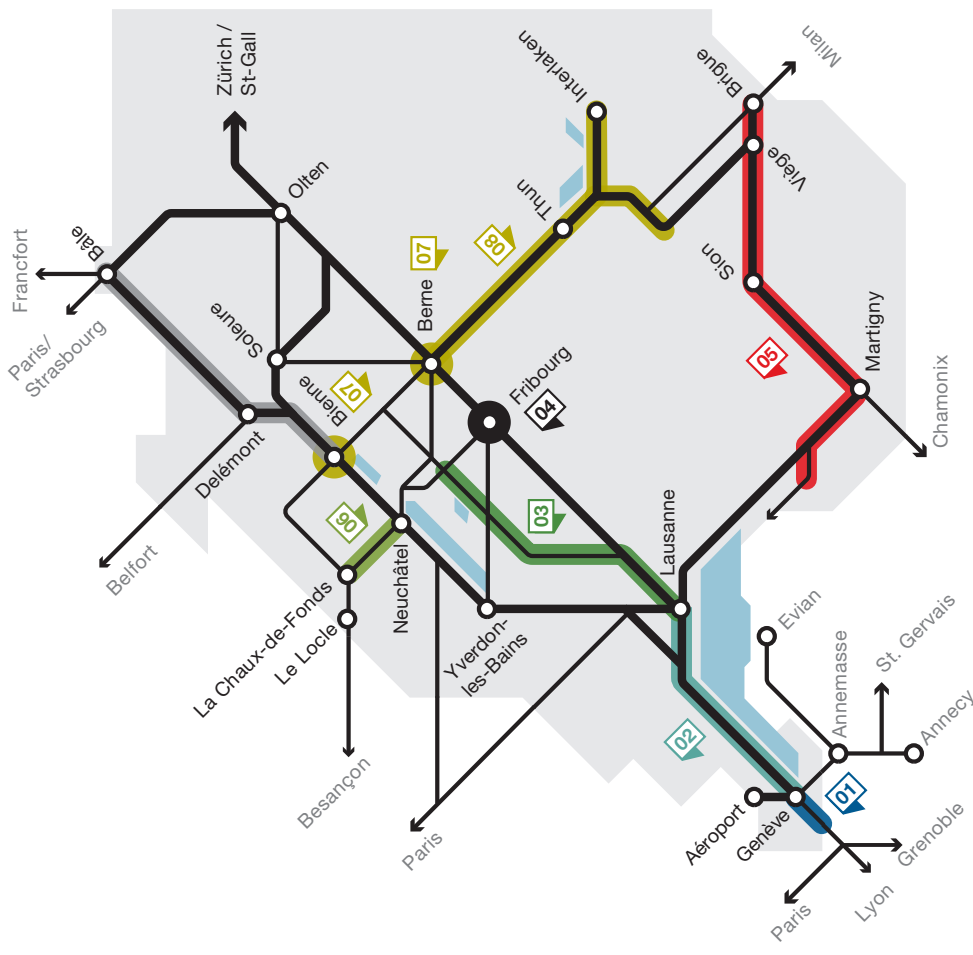 Zürich /
St-Gall
Interlaken
Brigue
Milan
Olten
Thun
Viège
Bâle
Francfort
Paris/
Strasbourg
07
08
Berne
Sion
Soleure
Martigny
05
Chamonix
Bienne
07
Fribourg
04
Delémont
Belfort
06
03
Lausanne
Neuchâtel
La Chaux-de-Fonds
Le Locle
Yverdon-
les-Bains
Evian
Annemasse
St. Gervais
Annecy
02
01
Besançon
Paris
Aéroport
Genève
Grenoble
Lyon
Paris